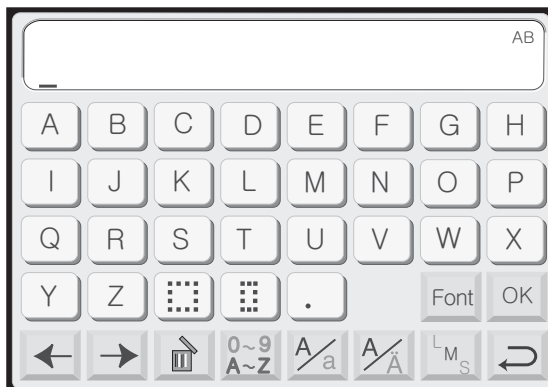 AB
_
A B C D E F G H
I J K L M N O P
Q R S T U V W X
Y Z . Font OK
0~9
A~Z
A/a A/Ä L M S